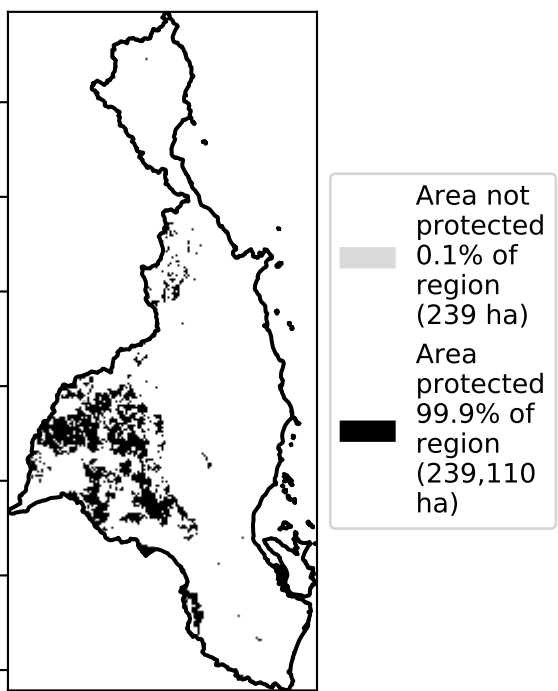 Area not
protected
0.1% of
region
(239 ha)
Area
protected
99.9% of
region
(239,110
ha)